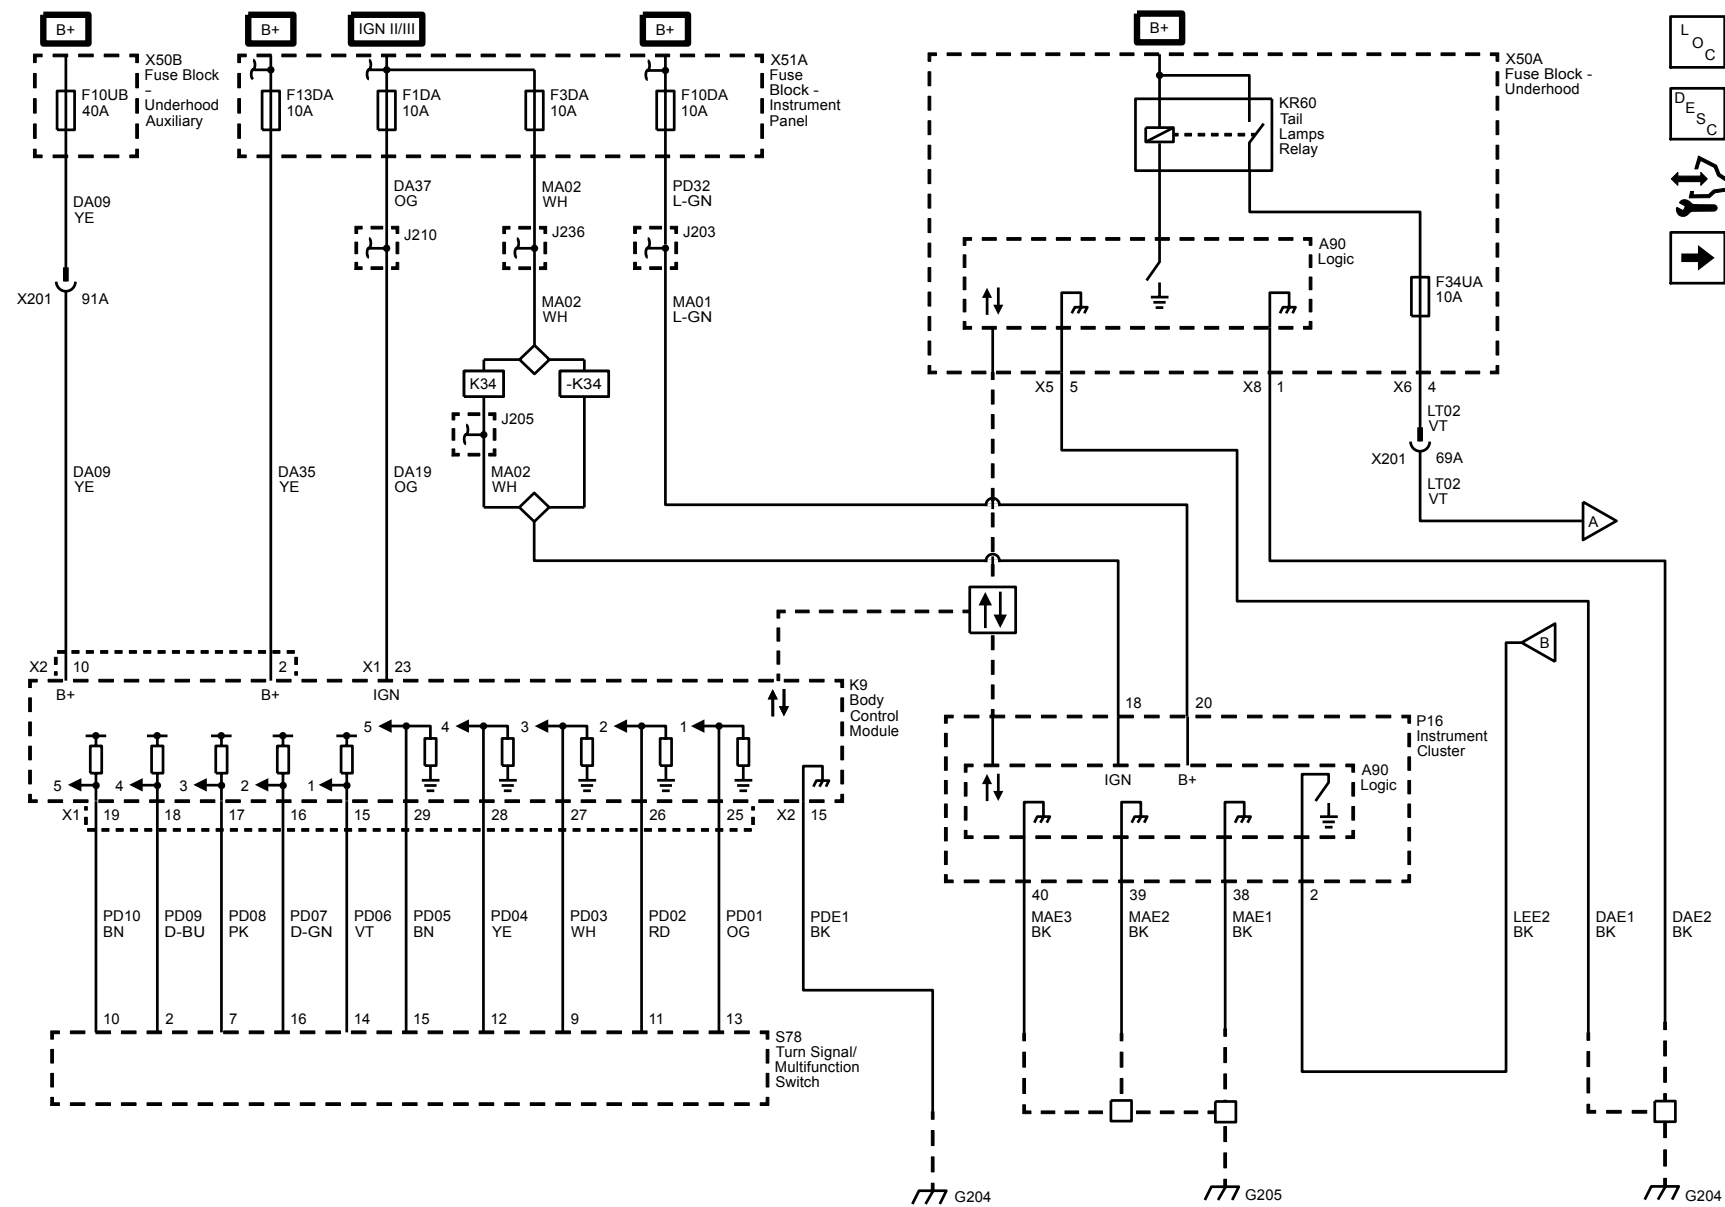 B+
B+
IGN II/III
B+
B+
L
O
C
D
E
S
C
X50B
Fuse Block
-
Underhood
Auxiliary
F10UB
40A
F13DA
10A
F1DA
10A
F3DA
10A
F10DA
10A
X51A
Fuse
Block -
Instrument
Panel
X50A
Fuse Block -
Underhood
KR60
Tail
Lamps
Relay
DA09
YE
DA37
OG
MA02
WH
PD32
L-GN
J210
J236
J203
A90
Logic
F34UA
10A
X201
91A
MA02
WH
MA01
L-GN
K34
-K34
J205
X5
5
X8
1
X6
4
LT02
VT
X201
69A
LT02
VT
DA09
YE
DA35
YE
DA19
OG
MA02
WH
A
B
X2
10
2
X1
23
B+
B+
IGN
K9
Body
Control
Module
5
4
3
2
1
5
4
3
2
1
18
20
P16
Instrument
Cluster
IGN
B+
A90
Logic
X1
19
18
17
16
15
29
28
27
26
25
X2
15
40
39
38
2
PD10
BN
PD09
D-BU
PD08
PK
PD07
D-GN
PD06
VT
PD05
BN
PD04
YE
PD03
WH
PD02
RD
PD01
OG
PDE1
BK
MAE3
BK
MAE2
BK
MAE1
BK
LEE2
BK
DAE1
BK
DAE2
BK
10
2
7
16
14
15
12
9
11
13
S78
Turn Signal/
Multifunction
Switch
G204
G205
G204